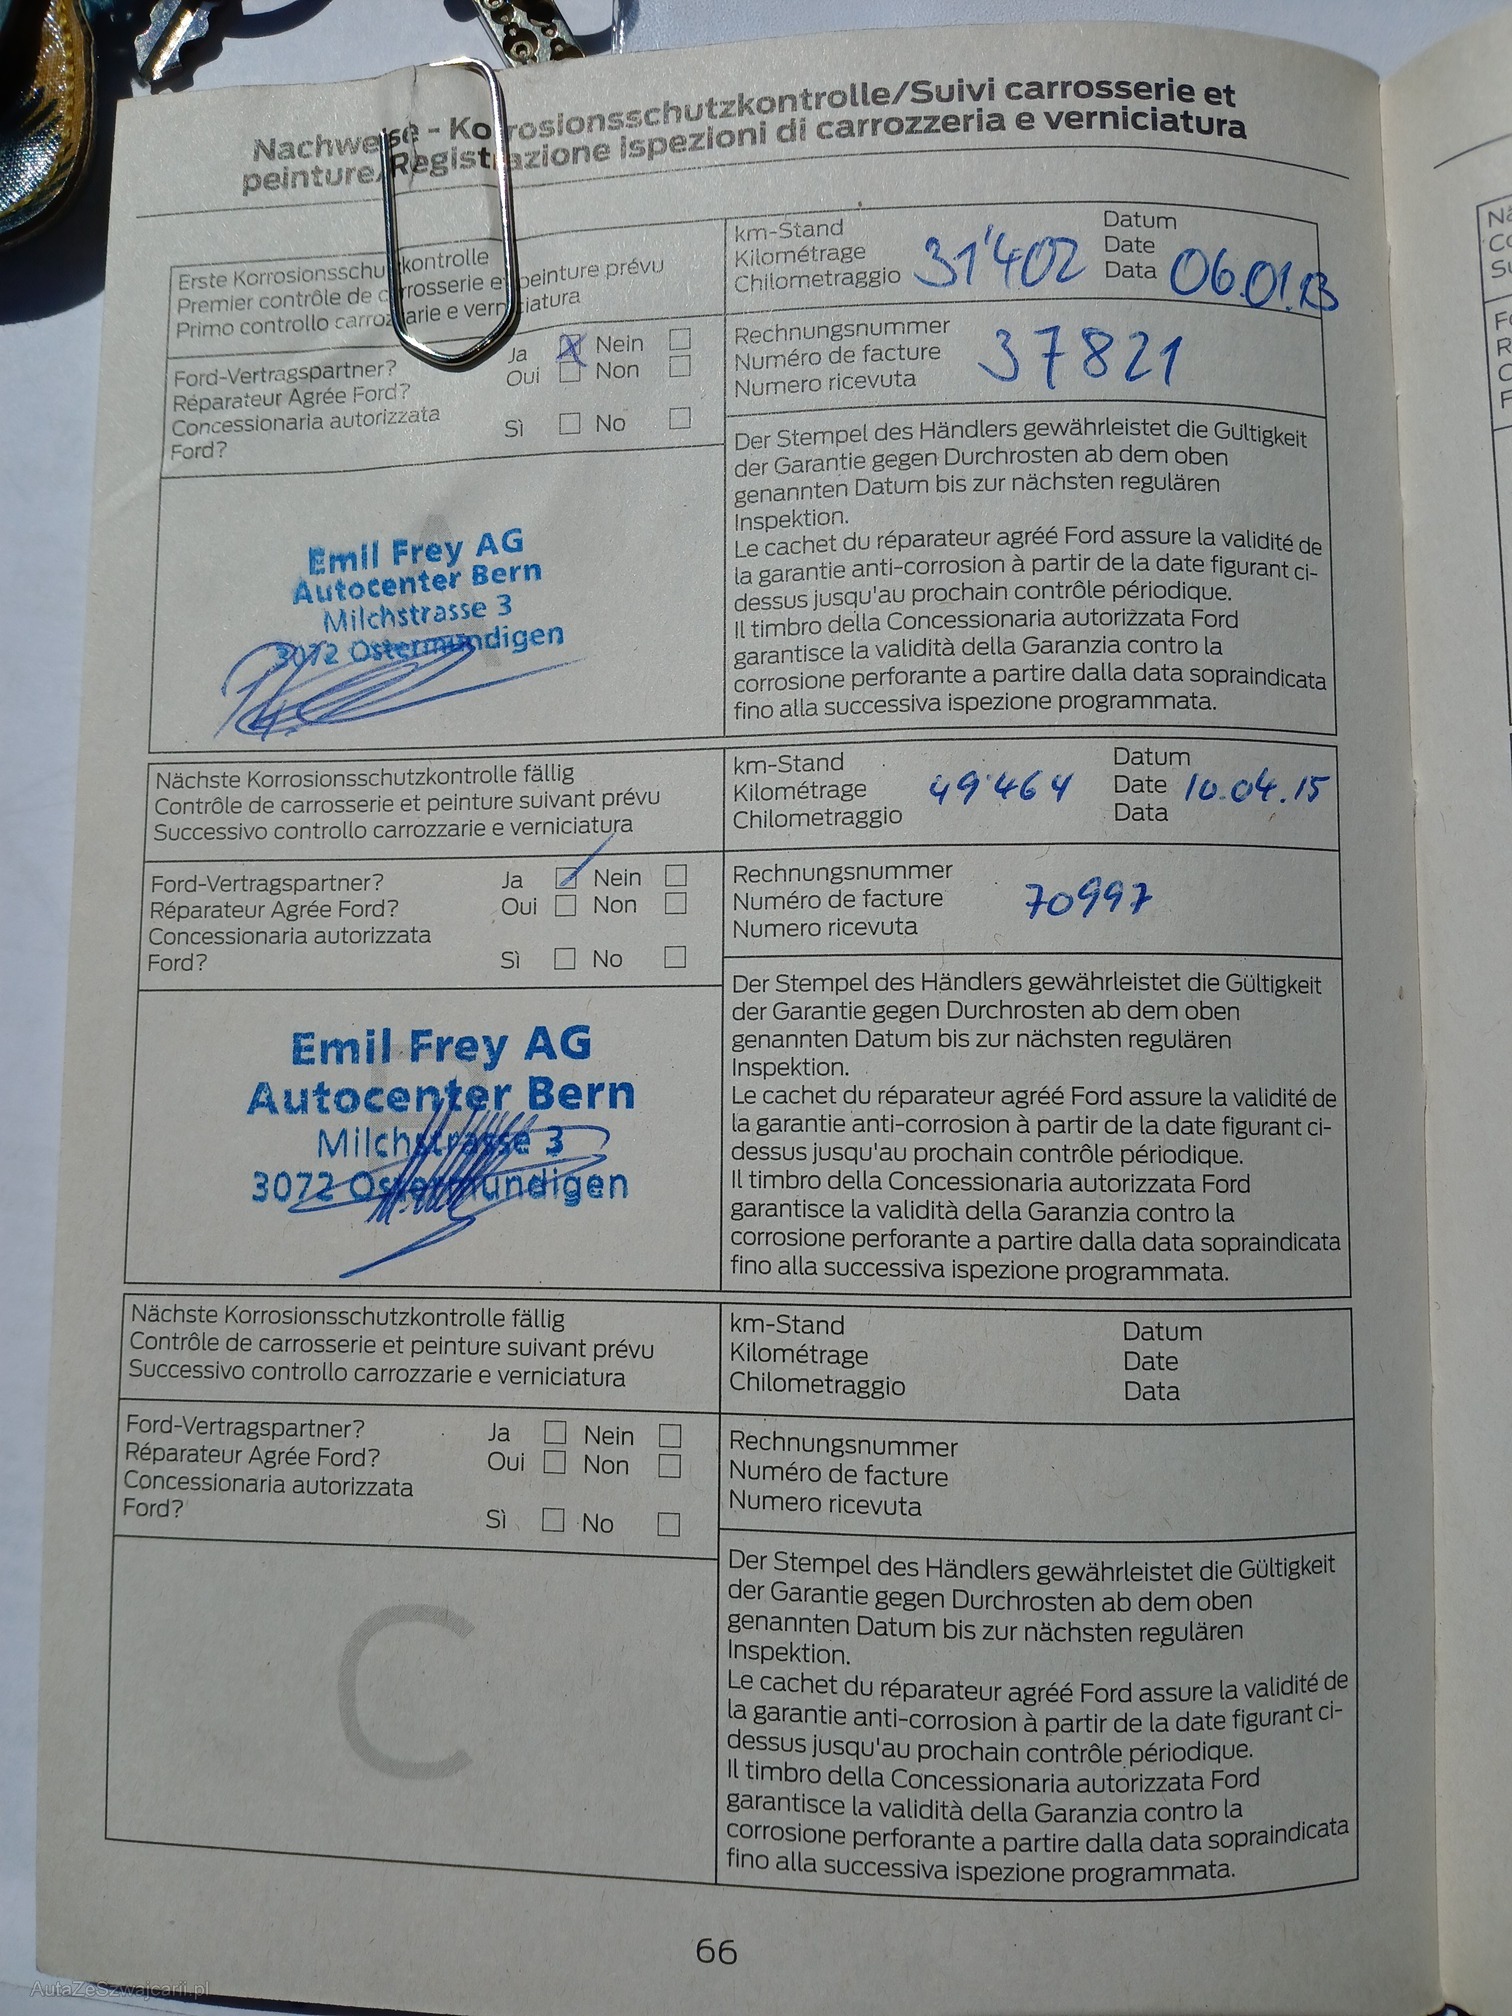 Nachweise - Korrosionsschutzkontrolle/Suivi carrosserie et
peinture/Registrazione ispezioni di carrozzeria e verniciatura
Erste Korrosionsschutzkontrolle
Premier contrôle de carrosserie et peinture prévu
Primo controllo carrozzarie e verniciatura
km-Stand
Kilométrage
Chilometraggio
31'402
Datum
Date
Data
06.01.13
Ford-Vertragspartner?
Réparateur Agrée Ford?
Concessionaria autorizzata
Ford?
Ja
Nein
Oui
Non
Sì
No
Rechnungsnummer
Numéro de facture
Numero ricevuta
37821
Emil Frey AG
Autocenter Bern
Milchstrasse 3
3072 Ostermundigen
Der Stempel des Händlers gewährleistet die Gültigkeit
der Garantie gegen Durchrosten ab dem oben
genannten Datum bis zur nächsten regulären
Inspektion.
Le cachet du réparateur agréé Ford assure la validité de
la garantie anti-corrosion à partir de la date figurant ci-
dessus jusqu'au prochain contrôle périodique.
Il timbro della Concessionaria autorizzata Ford
garantisce la validità della Garanzia contro la
corrosione perforante a partire dalla data sopraindicata
fino alla successiva ispezione programmata.
Nächste Korrosionsschutzkontrolle fällig
Contrôle de carrosserie et peinture suivant prévu
Successivo controllo carrozzarie e verniciatura
km-Stand
Kilométrage
Chilometraggio
49'464
Datum
Date
Data
10.04.15
Ford-Vertragspartner?
Réparateur Agrée Ford?
Concessionaria autorizzata
Ford?
Ja
Nein
Oui
Non
Sì
No
Rechnungsnummer
Numéro de facture
Numero ricevuta
70997
Emil Frey AG
Autocenter Bern
Milchstrasse 3
3072 Ostermundigen
Der Stempel des Händlers gewährleistet die Gültigkeit
der Garantie gegen Durchrosten ab dem oben
genannten Datum bis zur nächsten regulären
Inspektion.
Le cachet du réparateur agréé Ford assure la validité de
la garantie anti-corrosion à partir de la date figurant ci-
dessus jusqu'au prochain contrôle périodique.
Il timbro della Concessionaria autorizzata Ford
garantisce la validità della Garanzia contro la
corrosione perforante a partire dalla data sopraindicata
fino alla successiva ispezione programmata.
Nächste Korrosionsschutzkontrolle fällig
Contrôle de carrosserie et peinture suivant prévu
Successivo controllo carrozzarie e verniciatura
km-Stand
Kilométrage
Chilometraggio
Datum
Date
Data
Ford-Vertragspartner?
Réparateur Agrée Ford?
Concessionaria autorizzata
Ford?
Ja
Nein
Oui
Non
Sì
No
Rechnungsnummer
Numéro de facture
Numero ricevuta
C
Der Stempel des Händlers gewährleistet die Gültigkeit
der Garantie gegen Durchrosten ab dem oben
genannten Datum bis zur nächsten regulären
Inspektion.
Le cachet du réparateur agréé Ford assure la validité de
la garantie anti-corrosion à partir de la date figurant ci-
dessus jusqu'au prochain contrôle périodique.
Il timbro della Concessionaria autorizzata Ford
garantisce la validità della Garanzia contro la
corrosione perforante a partire dalla data sopraindicata
fino alla successiva ispezione programmata.
66
AutaZeSzwajcarii.pl